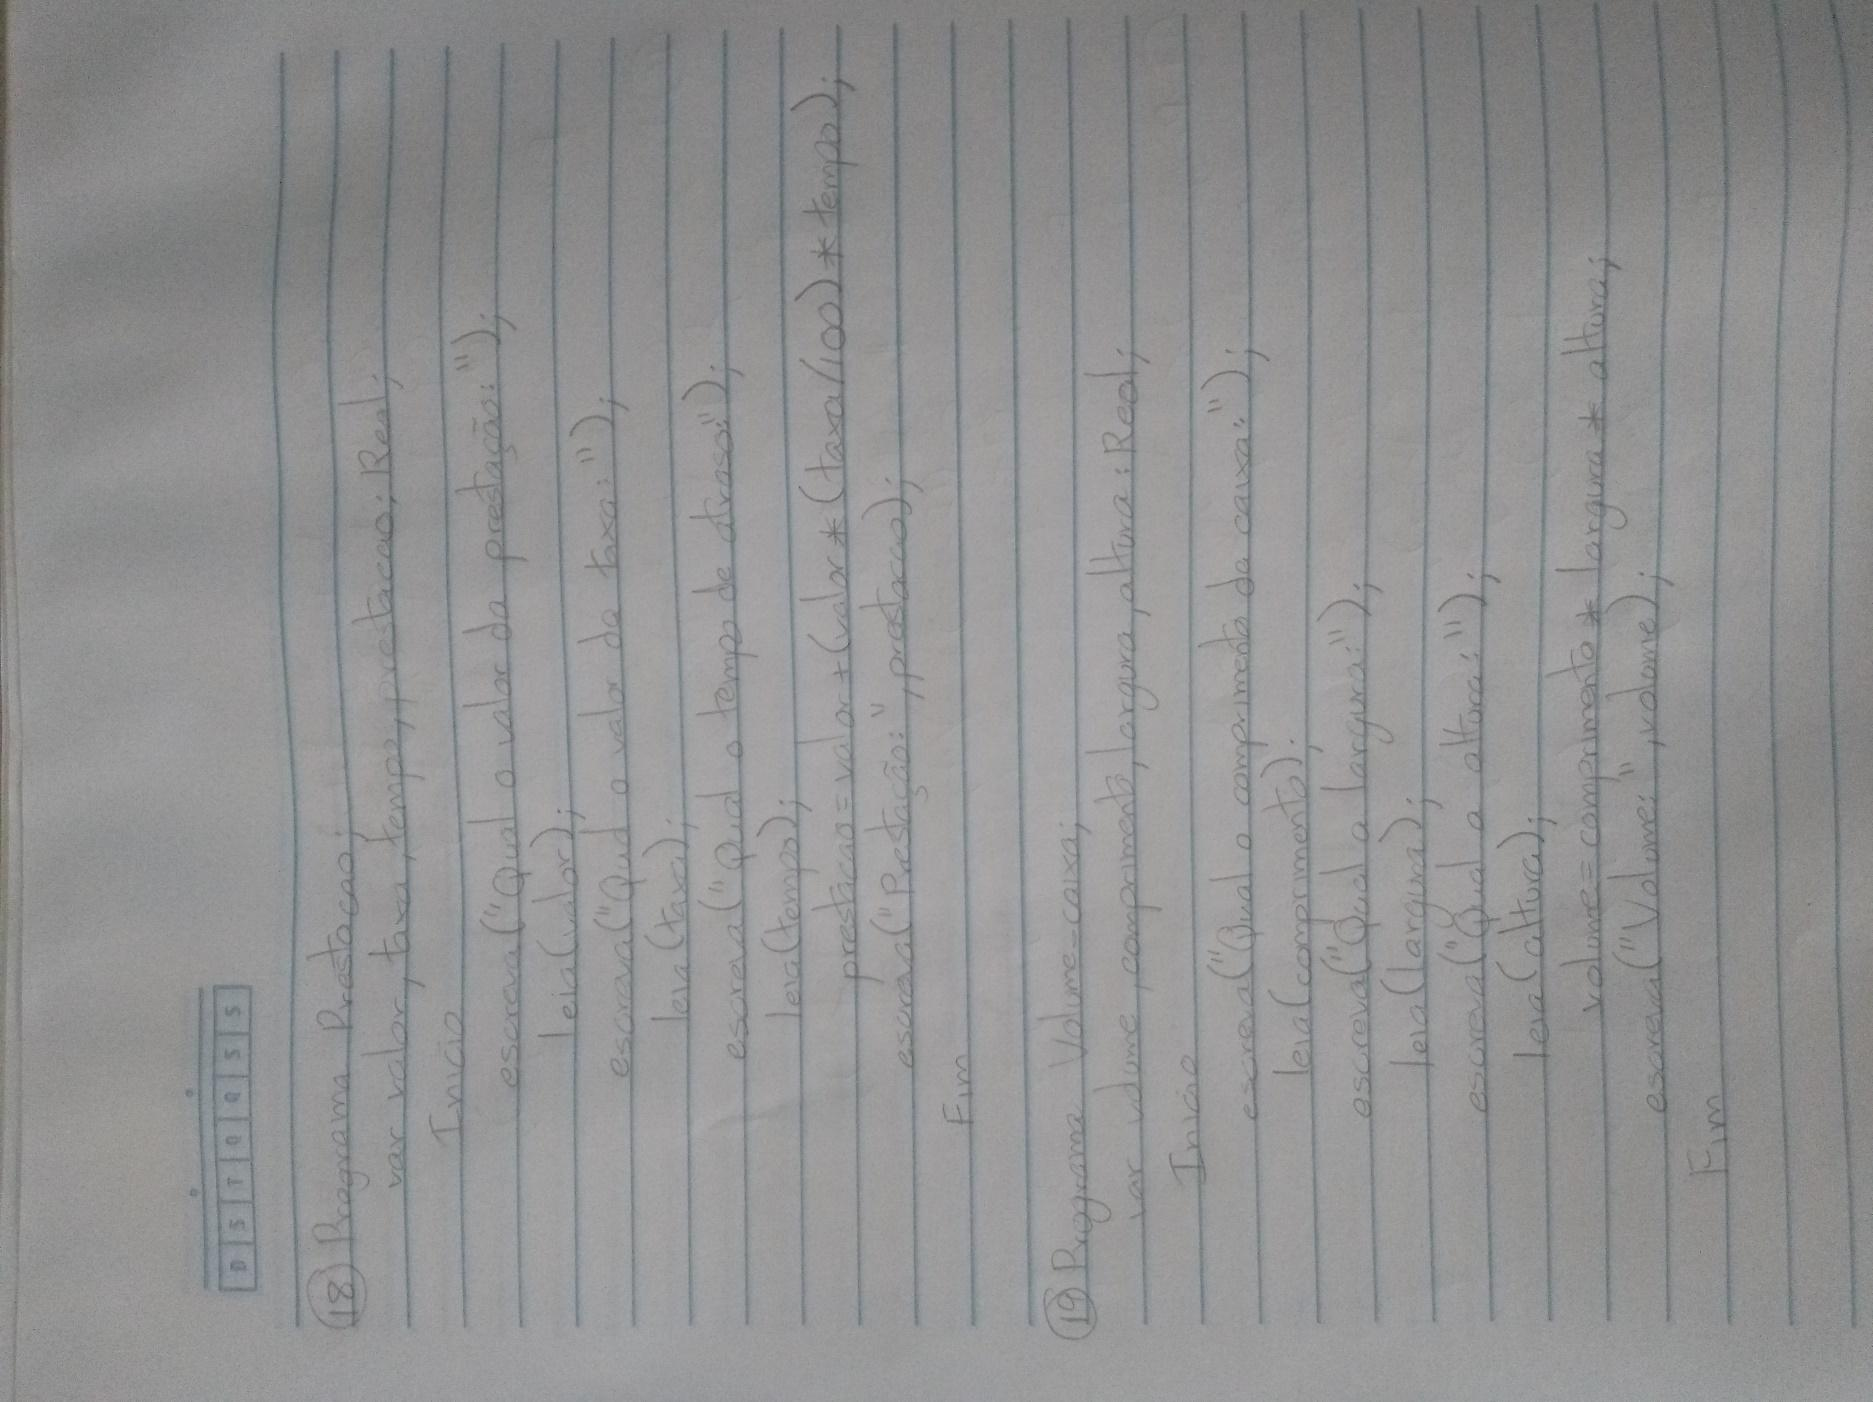 D S T Q Q S S
18 Program Prestacao;
var valor, taxa, tempo, prestacao: Real;
Inicio
escreva("Qual o valor da prestação:");
leia(valor);
escreva("Qual o valor da taxa:");
leia(taxa);
escreva("Qual o tempo de atraso:");
leia(tempo);
prestacao=valor+(valor*(taxa/100)*tempo);
escreva("Prestação:",prestacao);
Fim
19 Programa Volume_caixa;
var volume, comprimento, largura, altura: Real;
Inicio
escreva("Qual o comprimento da caixa:");
leia(comprimento);
escreva("Qual a largura:");
leia(largura);
escreva("Qual a altura:");
leia(altura);
volume=comprimento*largura*altura;
escreva("Volume:",volume);
Fim